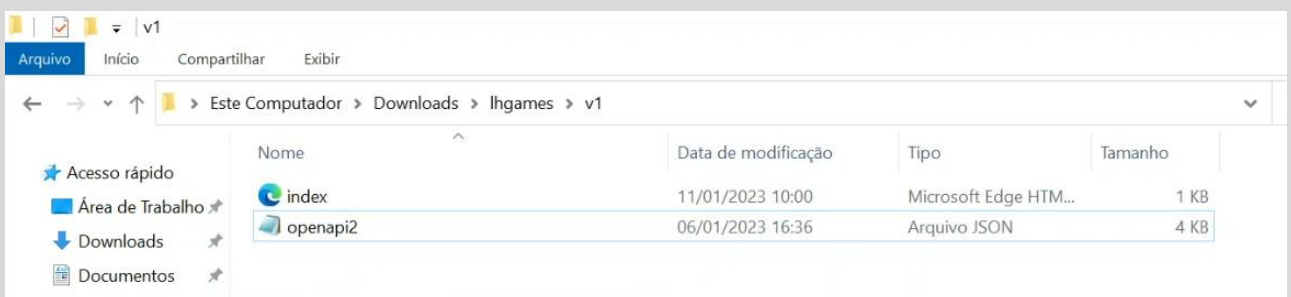 v1
Arquivo Início Compartilhar Exibir
Este Computador > Downloads > lhgames > v1
Nome Data de modificação Tipo Tamanho
Acesso rápido
Área de Trabalho
Downloads
Documentos
index 11/01/2023 10:00 Microsoft Edge HTM... 1 KB
openapi2 06/01/2023 16:36 Arquivo JSON 4 KB